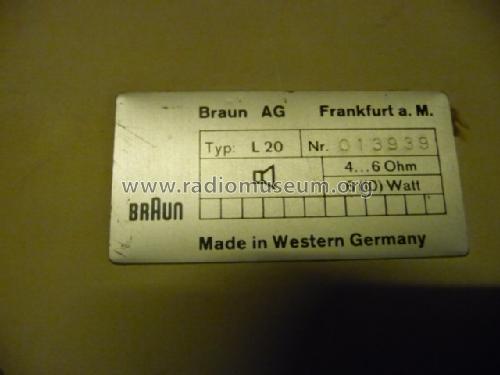 Braun AG Frankfurt a. M.
Typ: L 20 Nr. 013939
4...6 Ohm
Watt
www.radiomuseum.org
BRAUN
Made in Western Germany